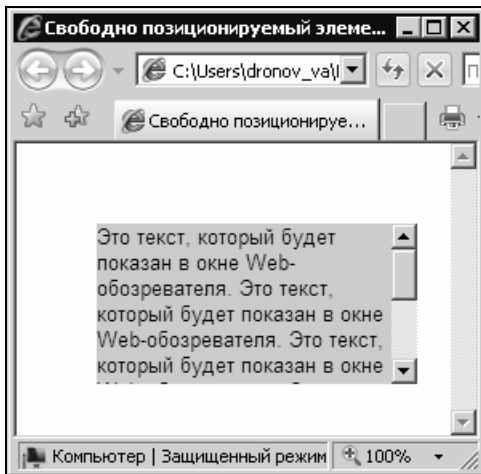 Свободно позиционируемый элеме...
C:\Users\dronov_va\
Свободно позиционируе...
Это текст, который будет
показан в окне Web-
обозревателя. Это текст,
который будет показан в окне
Web-обозревателя. Это текст,
который будет показан в окне
Компьютер | Защищенный режим
100%